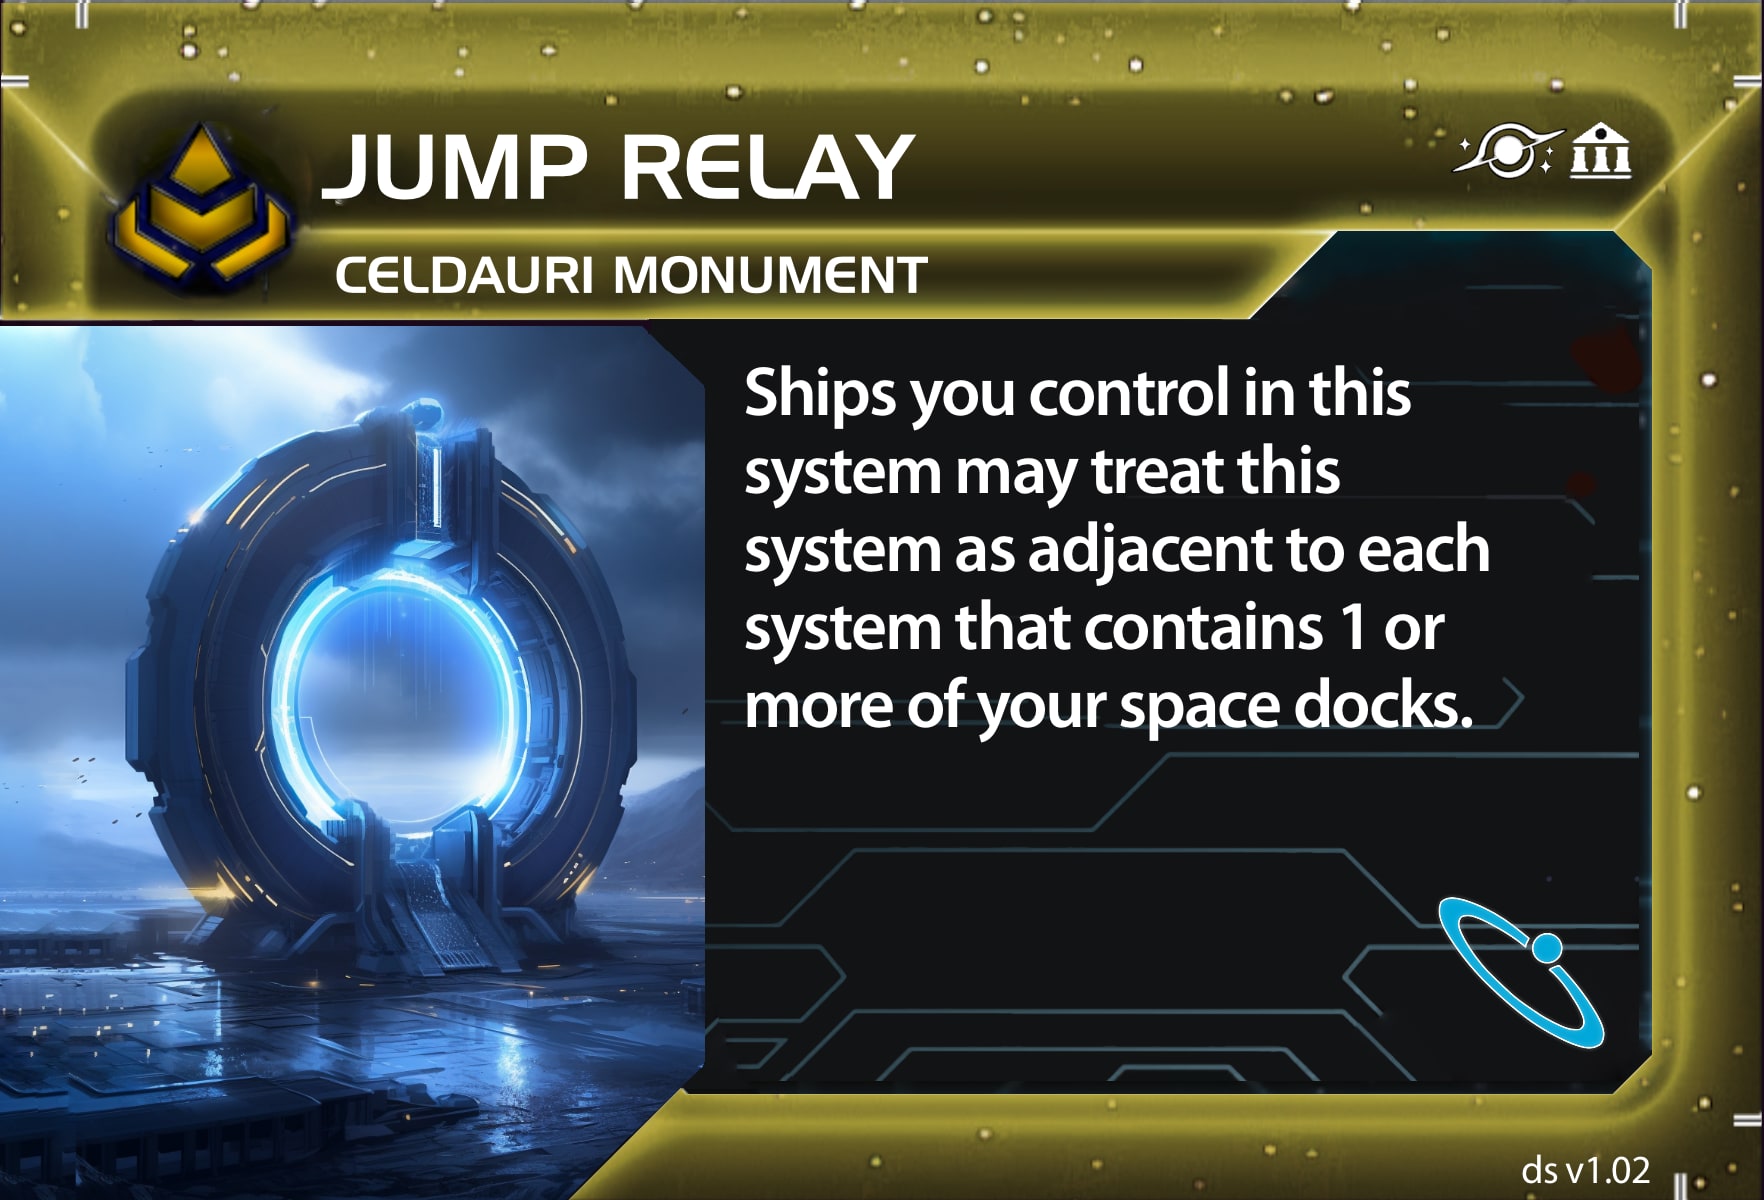 JUMP RELAY
CELDAURI MONUMENT
Ships you control in this
system may treat this
system as adjacent to each
system that contains 1 or
more of your space docks.
ds v1.02